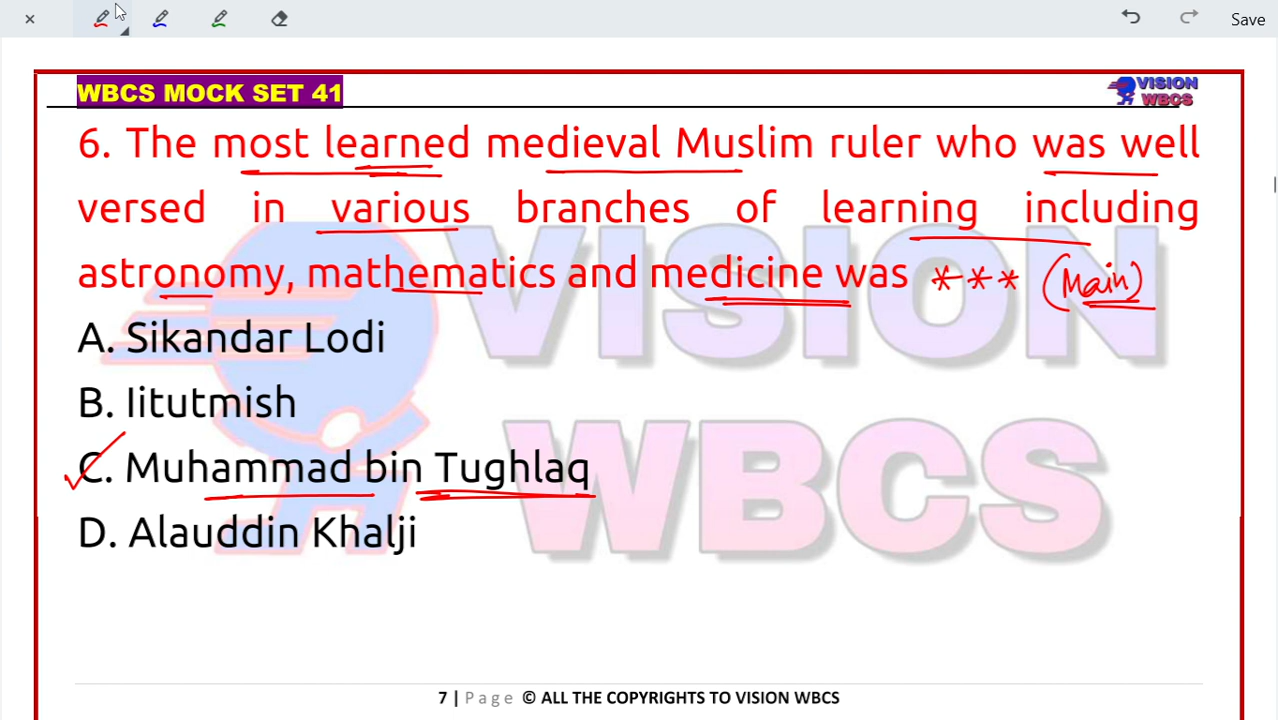 Save
WBCS MOCK SET 41
VISION
WBCS
6. The most learned medieval Muslim ruler who was well
versed in various branches of learning including
astronomy, mathematics and medicine was *** (Main)
A. Sikandar Lodi
B. Iitutmish
C. Muhammad bin Tughlaq
D. Alauddin Khalji
VISION
WBCS
7 | Page © ALL THE COPYRIGHTS TO VISION WBCS